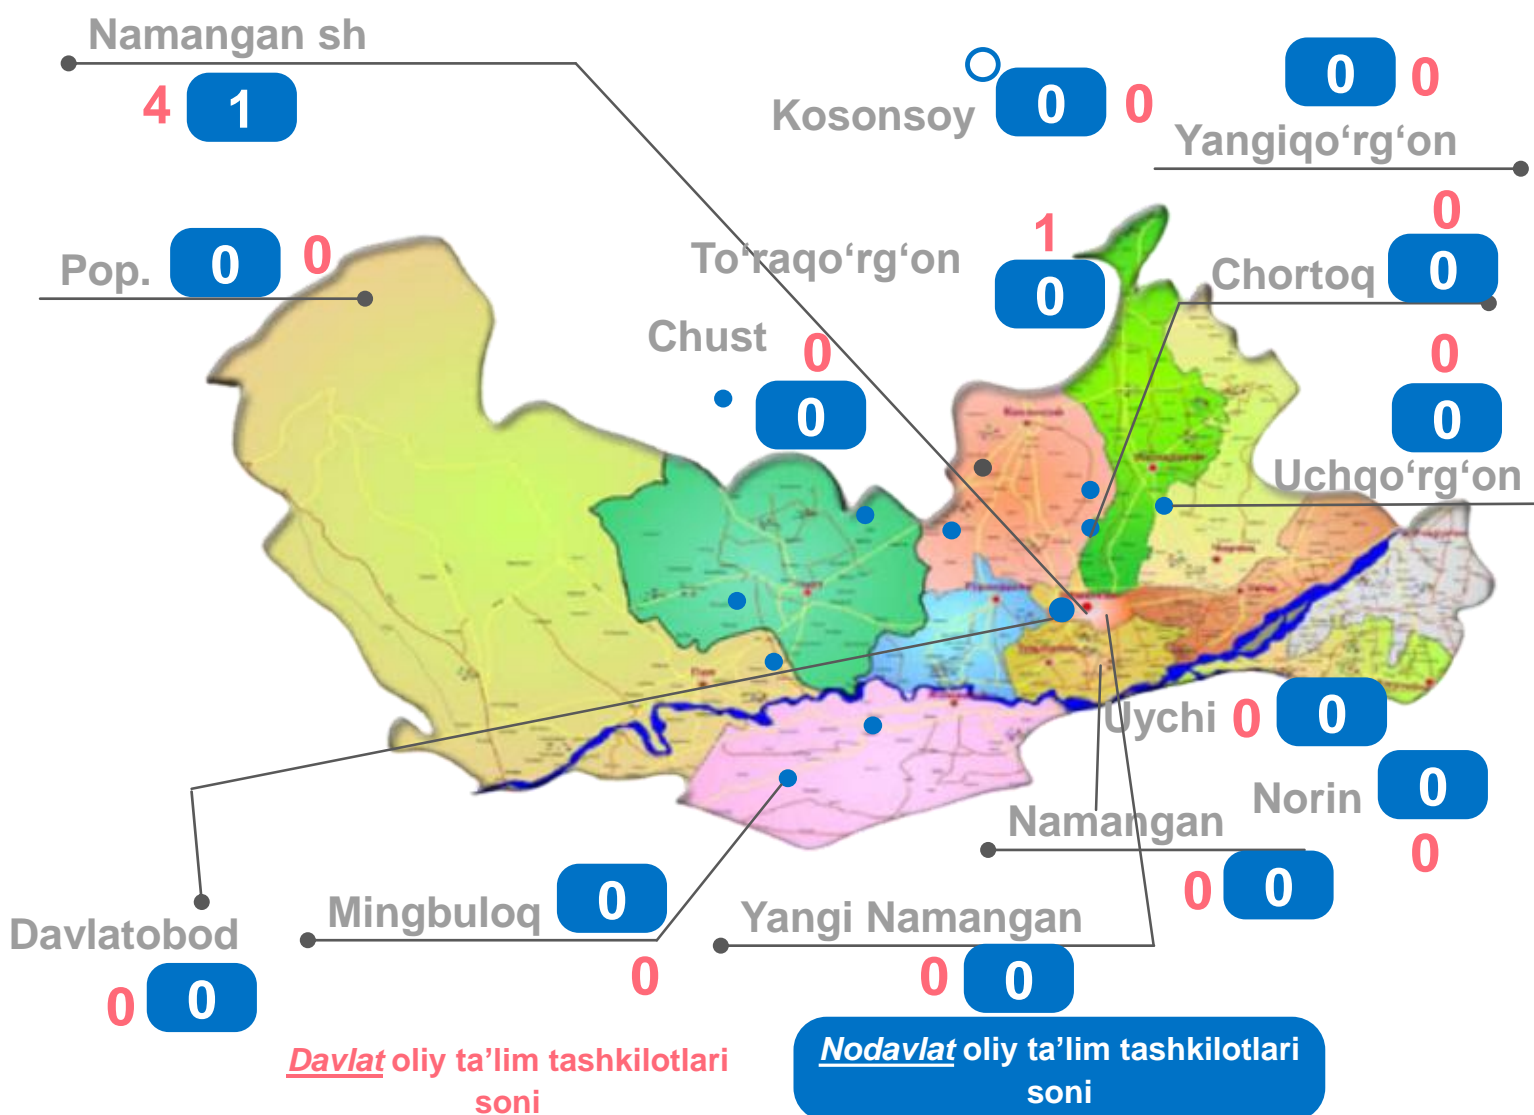 Namangan sh
4 1
Kosonsoy 0 0
0 0
Yangiqo‘rg‘on
Pop. 0 0
To‘raqo‘rg‘on
1
0
0
Chortoq 0
Chust 0
0
0
0
Uchqo‘rg‘on
Uychi 0 0
Norin 0
0
Namangan
0 0
Mingbuloq 0
0
Yangi Namangan
0 0
Davlatobod
0 0
Davlat oliy ta’lim tashkilotlari
soni
Nodavlat oliy ta’lim tashkilotlari
soni